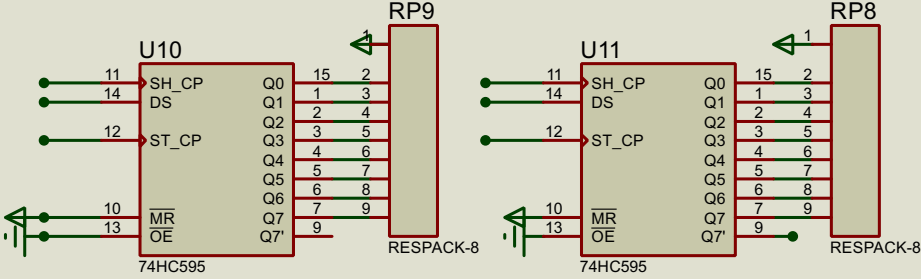 RP9
RP8
U10
U11
1
1
11 SH_CP Q0 15 2
14 DS Q1 1 3
Q2 2 4
12 ST_CP Q3 3 5
Q4 4 6
Q5 5 7
Q6 6 8
10 MR Q7 7 9
13 OE Q7' 9
11 SH_CP Q0 15 2
14 DS Q1 1 3
Q2 2 4
12 ST_CP Q3 3 5
Q4 4 6
Q5 5 7
Q6 6 8
10 MR Q7 7 9
13 OE Q7' 9
RESPACK-8
RESPACK-8
74HC595
74HC595